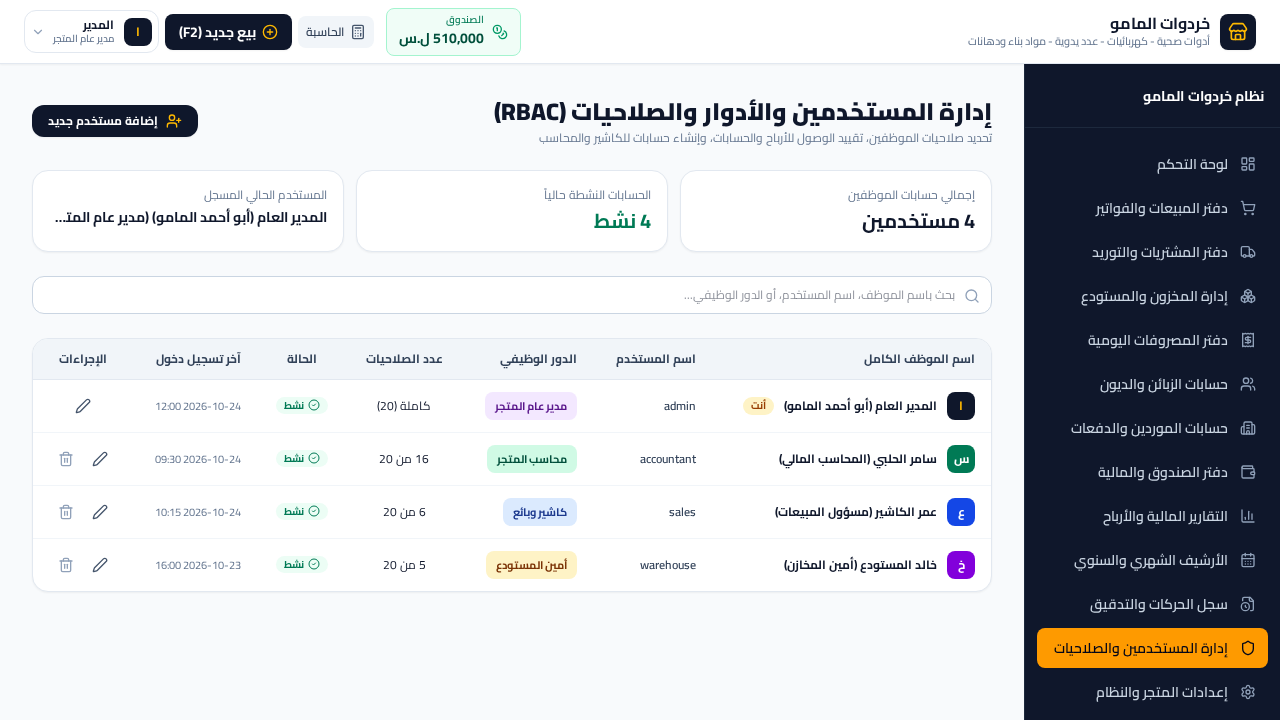 خردوات المامو
أدوات صحية - كهربائيات - عدد يدوية - مواد بناء ودهانات
الصندوق
510,000 ل.س
الحاسبة
بيع جديد (F2)
ا
المدير
مدير عام المتجر
نظام خردوات المامو
لوحة التحكم
دفتر المبيعات والفواتير
دفتر المشتريات والتوريد
إدارة المخزون والمستودع
دفتر المصروفات اليومية
حسابات الزبائن والديون
حسابات الموردين والدفعات
دفتر الصندوق والمالية
التقارير المالية والأرباح
الأرشيف الشهري والسنوي
سجل الحركات والتدقيق
إدارة المستخدمين والصلاحيات
إعدادات المتجر والنظام
إدارة المستخدمين والأدوار والصلاحيات (RBAC)
تحديد صلاحيات الموظفين، تقييد الوصول للأرباح والحسابات، وإنشاء حسابات للكاشير والمحاسب
إضافة مستخدم جديد
إجمالي حسابات الموظفين
4 مستخدمين
الحسابات النشطة حالياً
4 نشط
المستخدم الحالي المسجل
المدير العام (أبو أحمد المامو) (مدير عام المتـ...
بحث باسم الموظف، اسم المستخدم، أو الدور الوظيفي...
اسم الموظف الكامل اسم المستخدم الدور الوظيفي عدد الصلاحيات الحالة آخر تسجيل دخول الإجراءات
ا المدير العام (أبو أحمد المامو) أنت admin مدير عام المتجر كاملة (20) نشط 2026-10-24 12:00
س سامر الحلبي (المحاسب المالي) accountant محاسب المتجر 16 من 20 نشط 2026-10-24 09:30
ع عمر الكاشير (مسؤول المبيعات) sales كاشير وبائع 6 من 20 نشط 2026-10-24 10:15
خ خالد المستودع (أمين المخازن) warehouse أمين المستودع 5 من 20 نشط 2026-10-23 16:00